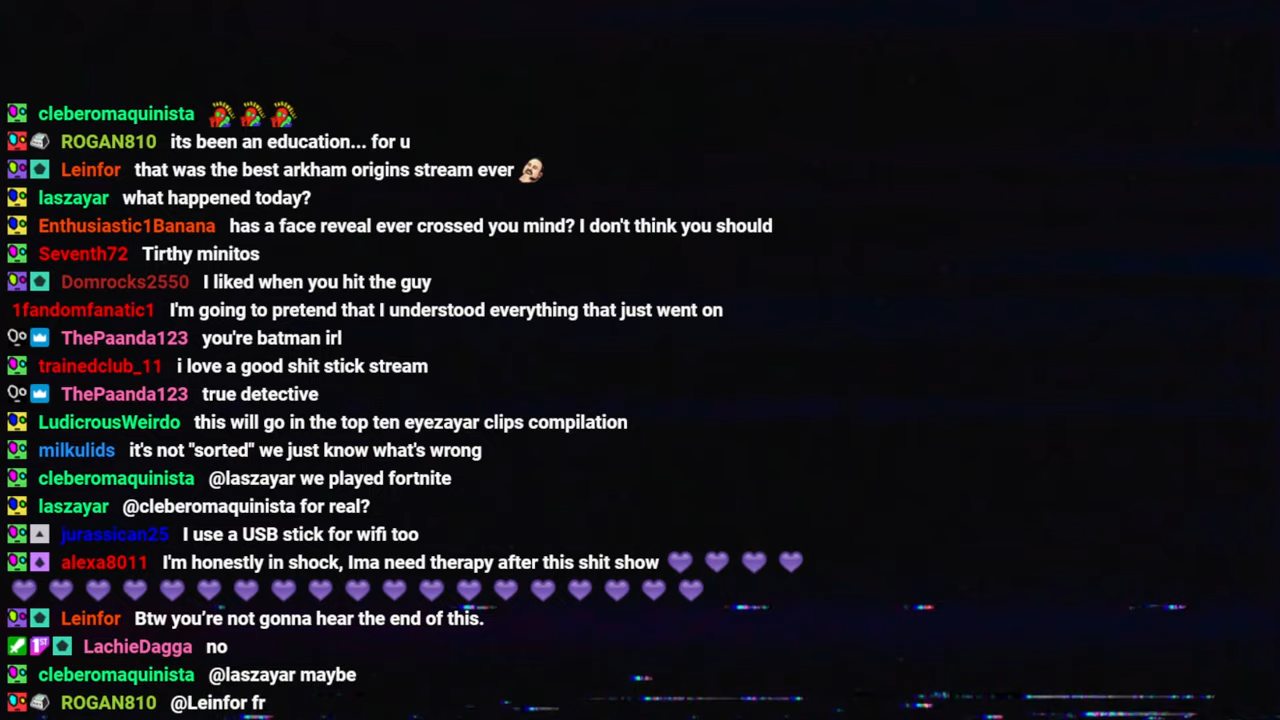 cleberomaquinista
ROGAN810 its been an education... for u
Leinfor that was the best arkham origins stream ever
laszayar what happened today?
Enthusiastic1Banana has a face reveal ever crossed you mind? I don't think you should
Seventh72 Tirthy minitos
Domrocks2550 I liked when you hit the guy
1fandomfanatic1 I'm going to pretend that I understood everything that just went on
ThePaanda123 you're batman irl
trainedclub_11 i love a good shit stick stream
ThePaanda123 true detective
LudicrousWeirdo this will go in the top ten eyezayar clips compilation
milkulids it's not "sorted" we just know what's wrong
cleberomaquinista @laszayar we played fortnite
laszayar @cleberomaquinista for real?
jurassican25 I use a USB stick for wifi too
alexa8011 I'm honestly in shock, Ima need therapy after this shit show
Leinfor Btw you're not gonna hear the end of this.
1ST LachieDagga no
cleberomaquinista @laszayar maybe
ROGAN810 @Leinfor fr